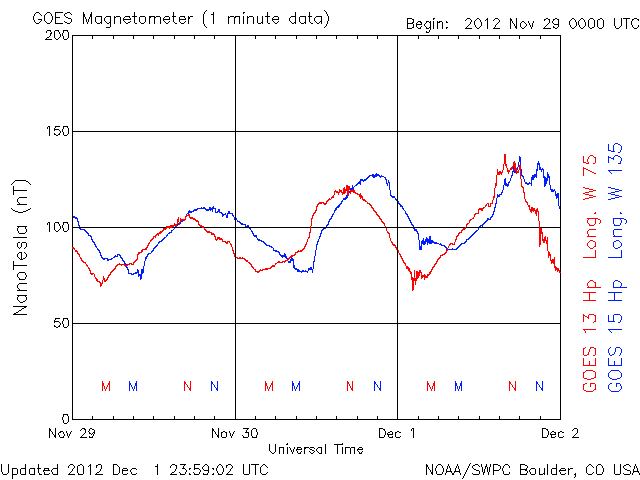 GOES Magnetometer (1 minute data)
Begin: 2012 Nov 29 0000 UTC
200
150
100
50
0
NanoTesla (nT)
M M N N M M N N M M N N
Nov 29 Nov 30 Dec 1 Dec 2
Universal Time
GOES 13 Hp Long. W 75
GOES 15 Hp Long. W 135
Updated 2012 Dec 1 23:59:02 UTC
NOAA/SWPC Boulder, CO USA